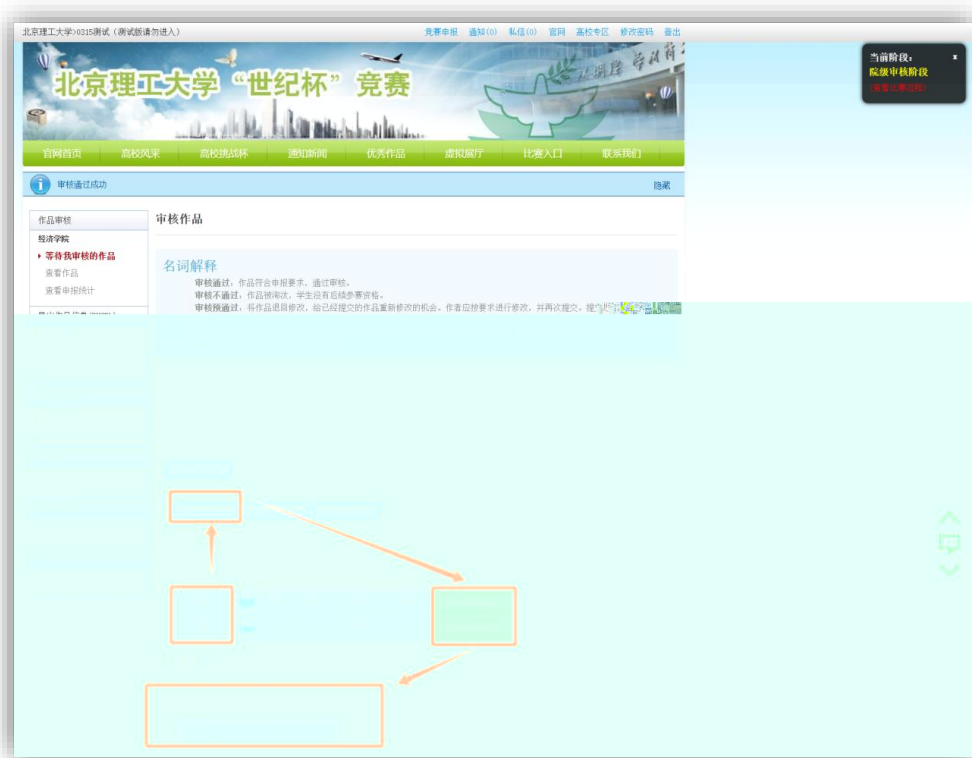 北京理工大学>0315测试（测试版请勿进入）
竞赛申报 通知(0) 私信(0) 官网 高校专区 修改密码 登出
当前阶段： x
院级审核阶段
(查看比赛过程)
北京理工大学“世纪杯”竞赛
官网首页 高校风采 高校挑战杯 通知新闻 优秀作品 虚拟展厅 比赛入口 联系我们
审核通过成功 隐藏
作品审核
审核作品
经济学院
等待我审核的作品
查看作品
查看申报统计
名词解释
审核通过：作品符合申报要求，通过审核。
审核不通过：作品被淘汰，学生没有后续参赛资格。
审核预通过：将作品退回修改，给已经提交的作品重新修改的机会。作者应按要求进行修改，并再次提交。